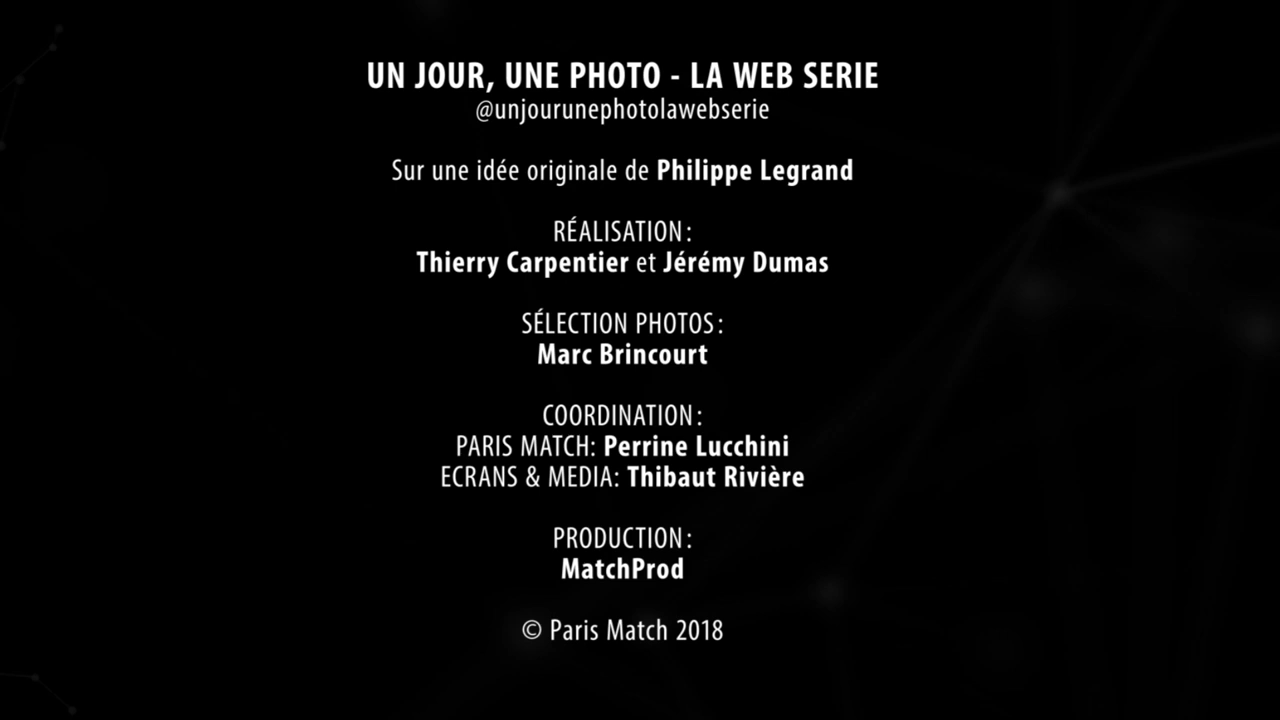 UN JOUR, UNE PHOTO - LA WEB SERIE
@unjourunephotolawebserie
Sur une idée originale de Philippe Legrand
RÉALISATION :
Thierry Carpentier et Jérémy Dumas
SÉLECTION PHOTOS :
Marc Brincourt
COORDINATION :
PARIS MATCH: Perrine Lucchini
ECRANS & MEDIA: Thibaut Rivière
PRODUCTION :
MatchProd
© Paris Match 2018